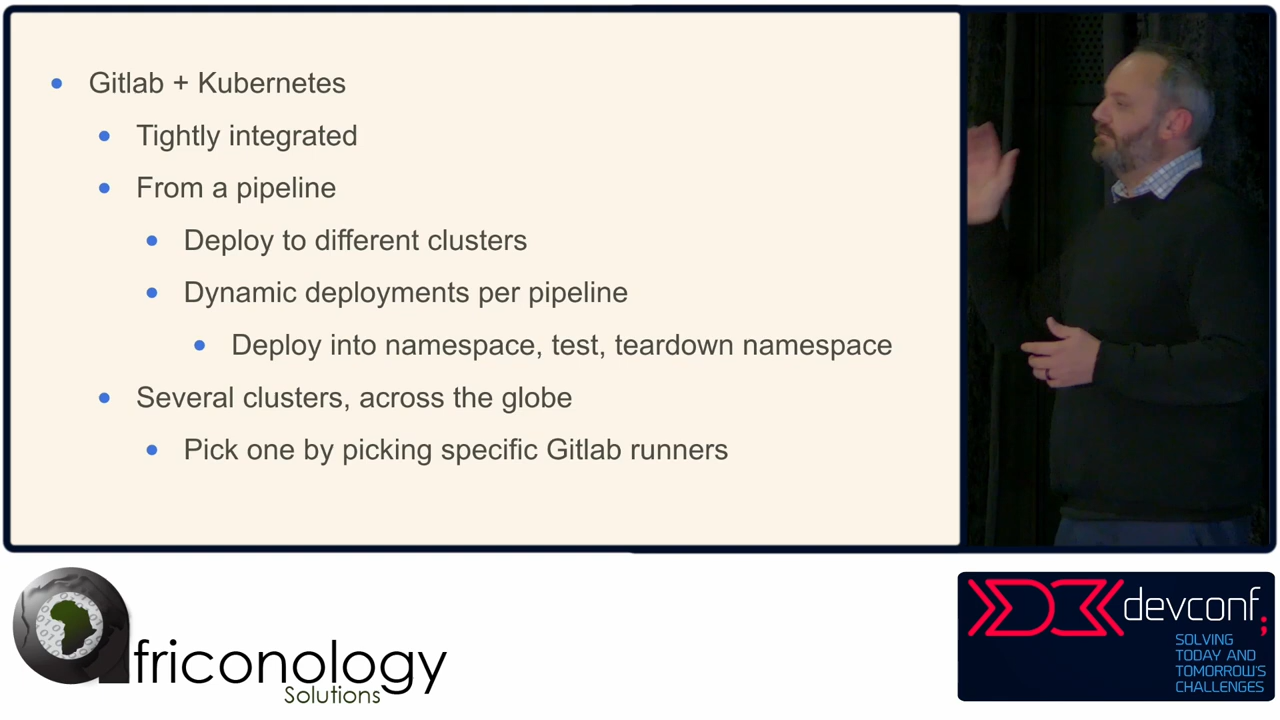 Gitlab + Kubernetes
Tightly integrated
From a pipeline
Deploy to different clusters
Dynamic deployments per pipeline
Deploy into namespace, test, teardown namespace
Several clusters, across the globe
Pick one by picking specific Gitlab runners
africonology
Solutions
devconf;
SOLVING
TODAY AND
TOMORROW'S
CHALLENGES